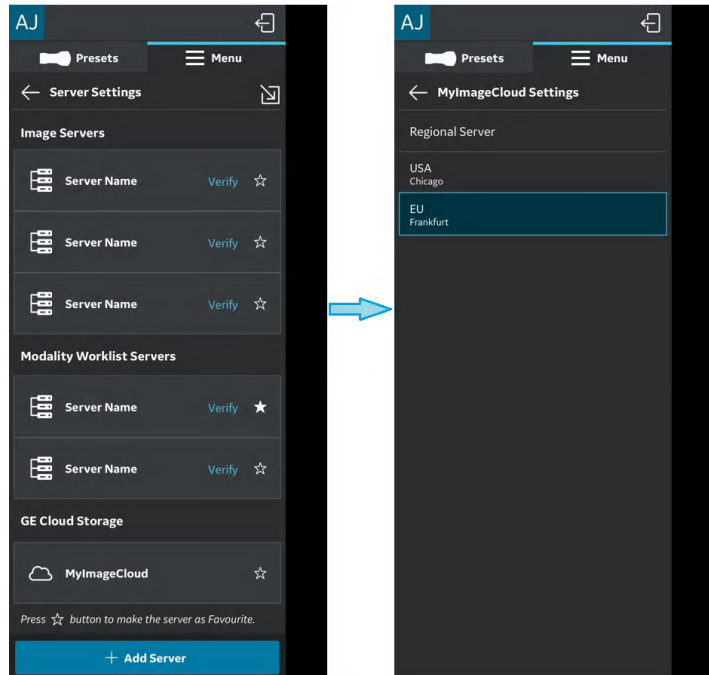 AJ
Presets
Menu
Server Settings
Image Servers
Server Name Verify
Server Name Verify
Server Name Verify
Modality Worklist Servers
Server Name Verify
Server Name Verify
GE Cloud Storage
MyImageCloud
Press ☆ button to make the server as Favourite.
+ Add Server
AJ
Presets
Menu
MyImageCloud Settings
Regional Server
USA
Chicago
EU
Frankfurt